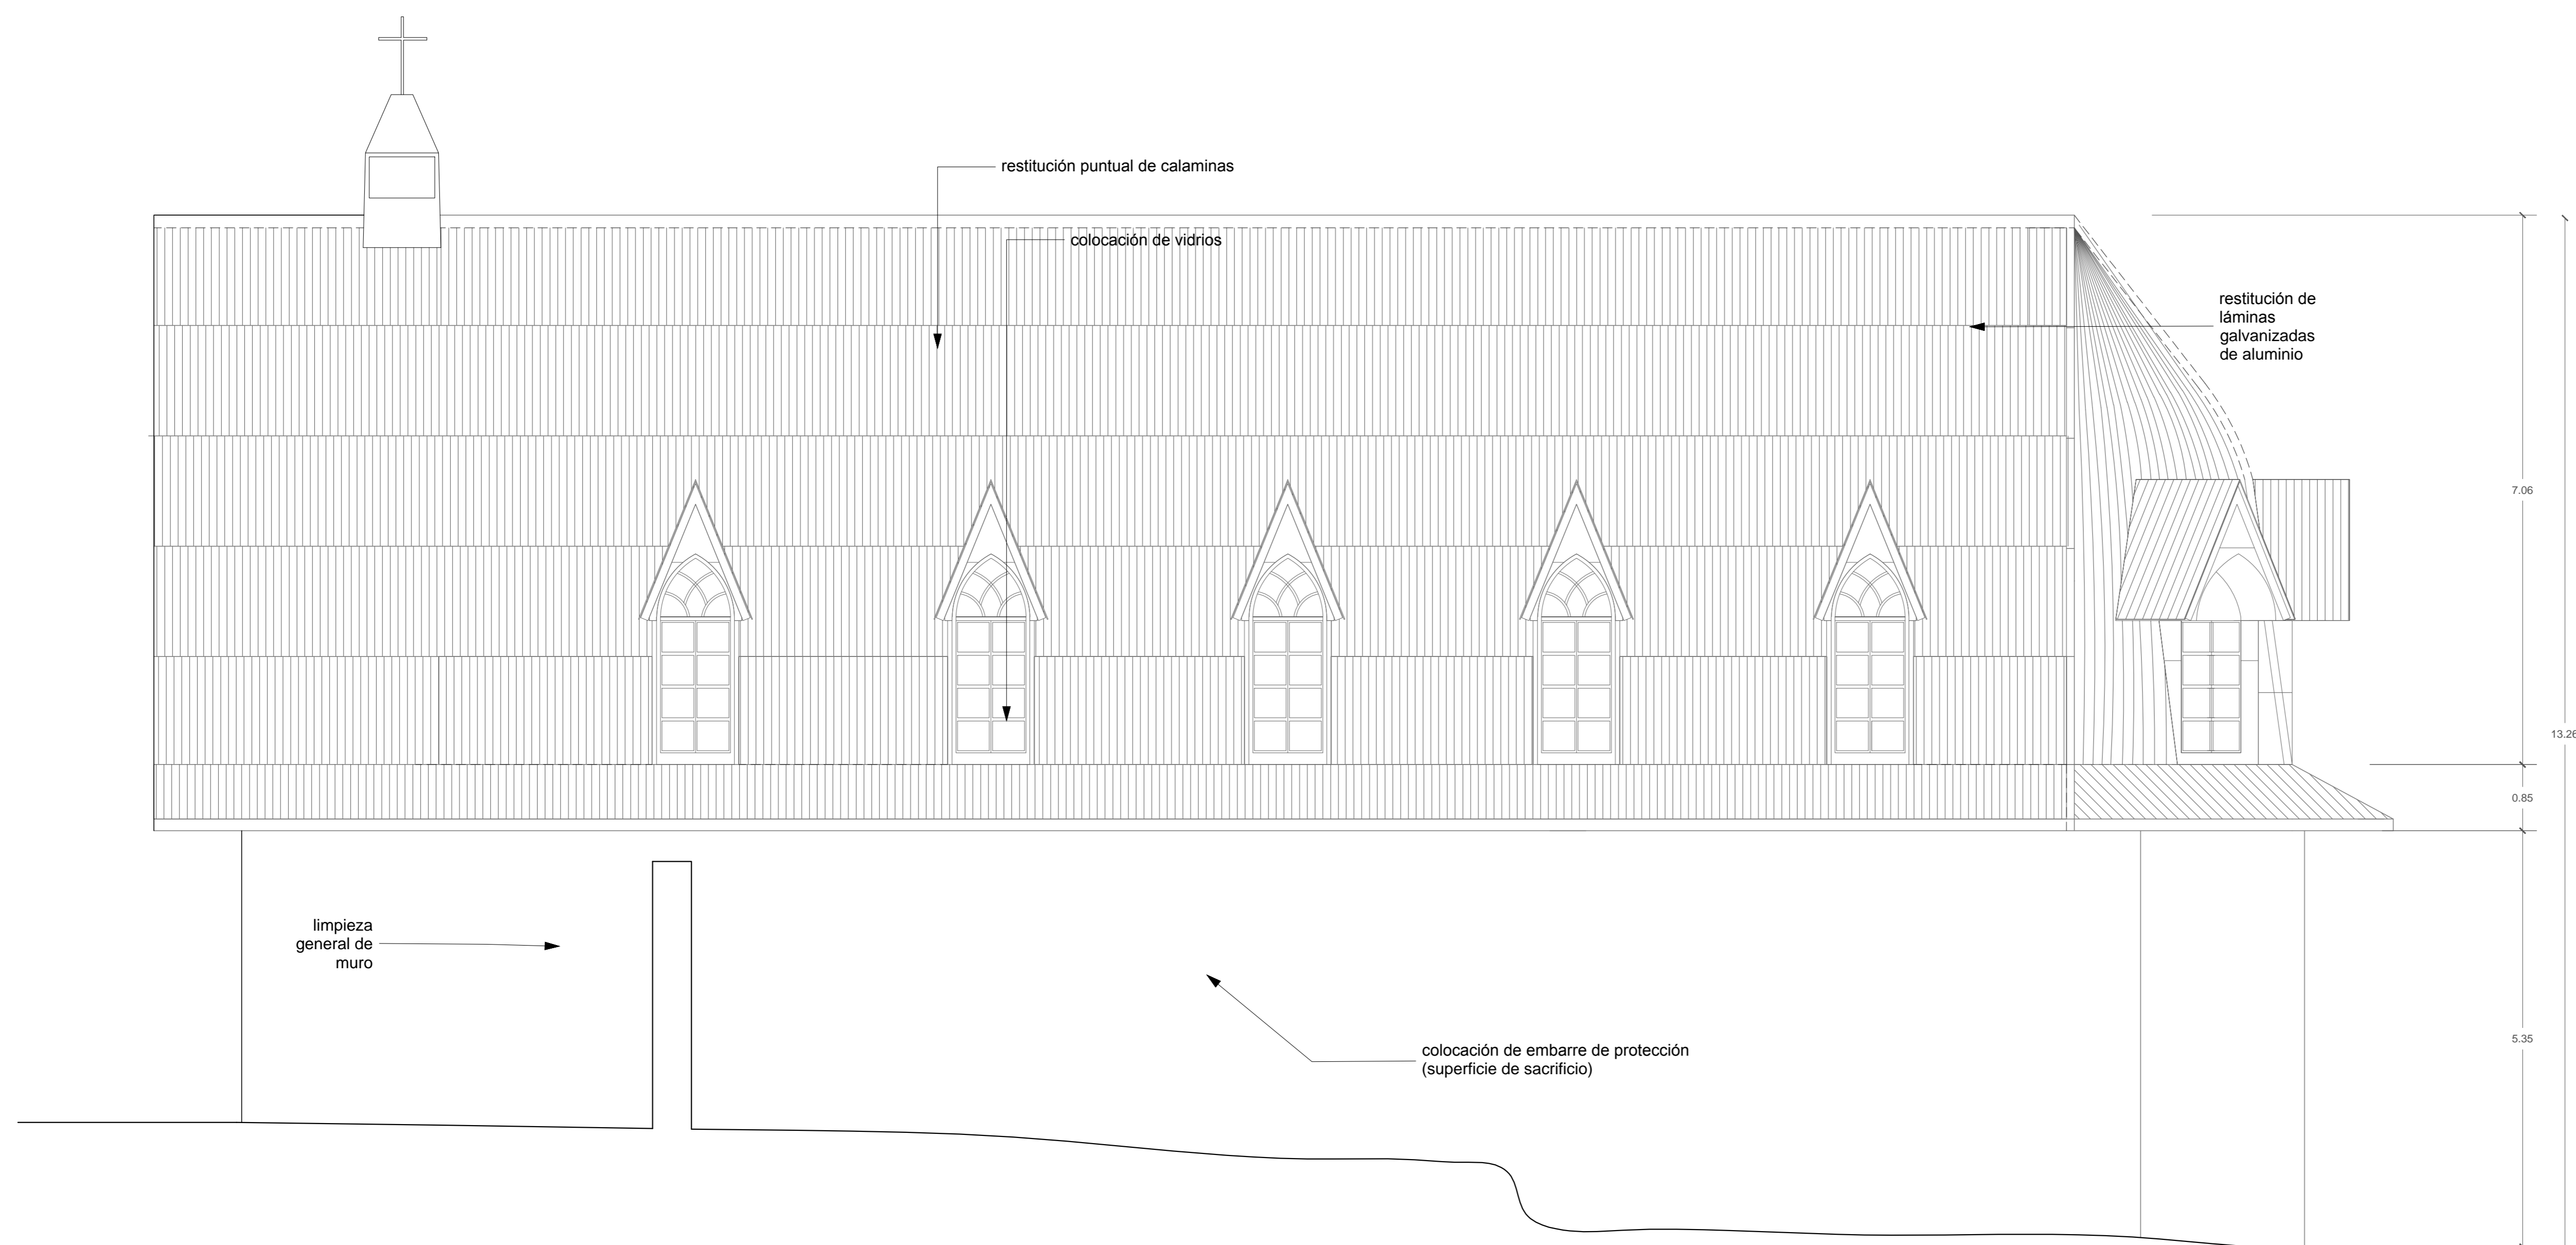 restitución puntual de calaminas
colocación de vidrios
restitución de
láminas
galvanizadas
de aluminio
7.06
13.26
0.85
limpieza
general de
muro
5.35
colocación de embarre de protección
(superficie de sacrificio)